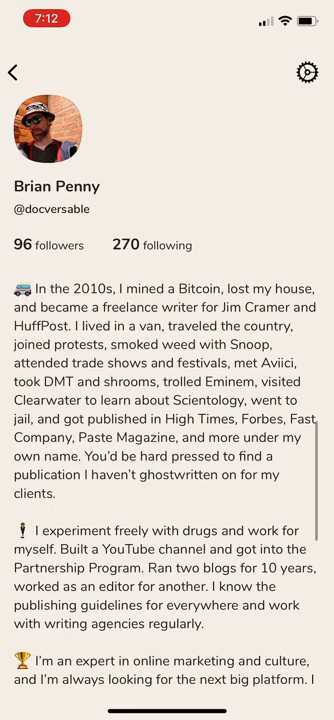 7:12
Brian Penny
@docversable
96 followers 270 following
🚐 In the 2010s, I mined a Bitcoin, lost my house,
and became a freelance writer for Jim Cramer and
HuffPost. I lived in a van, traveled the country,
joined protests, smoked weed with Snoop,
attended trade shows and festivals, met Aviici,
took DMT and shrooms, trolled Eminem, visited
Clearwater to learn about Scientology, went to
jail, and got published in High Times, Forbes, Fast
Company, Paste Magazine, and more under my
own name. You’d be hard pressed to find a
publication I haven’t ghostwritten on for my
clients.
🕴 I experiment freely with drugs and work for
myself. Built a YouTube channel and got into the
Partnership Program. Ran two blogs for 10 years,
worked as an editor for another. I know the
publishing guidelines for everywhere and work
with writing agencies regularly.
🏆 I’m an expert in online marketing and culture,
and I’m always looking for the next big platform. I